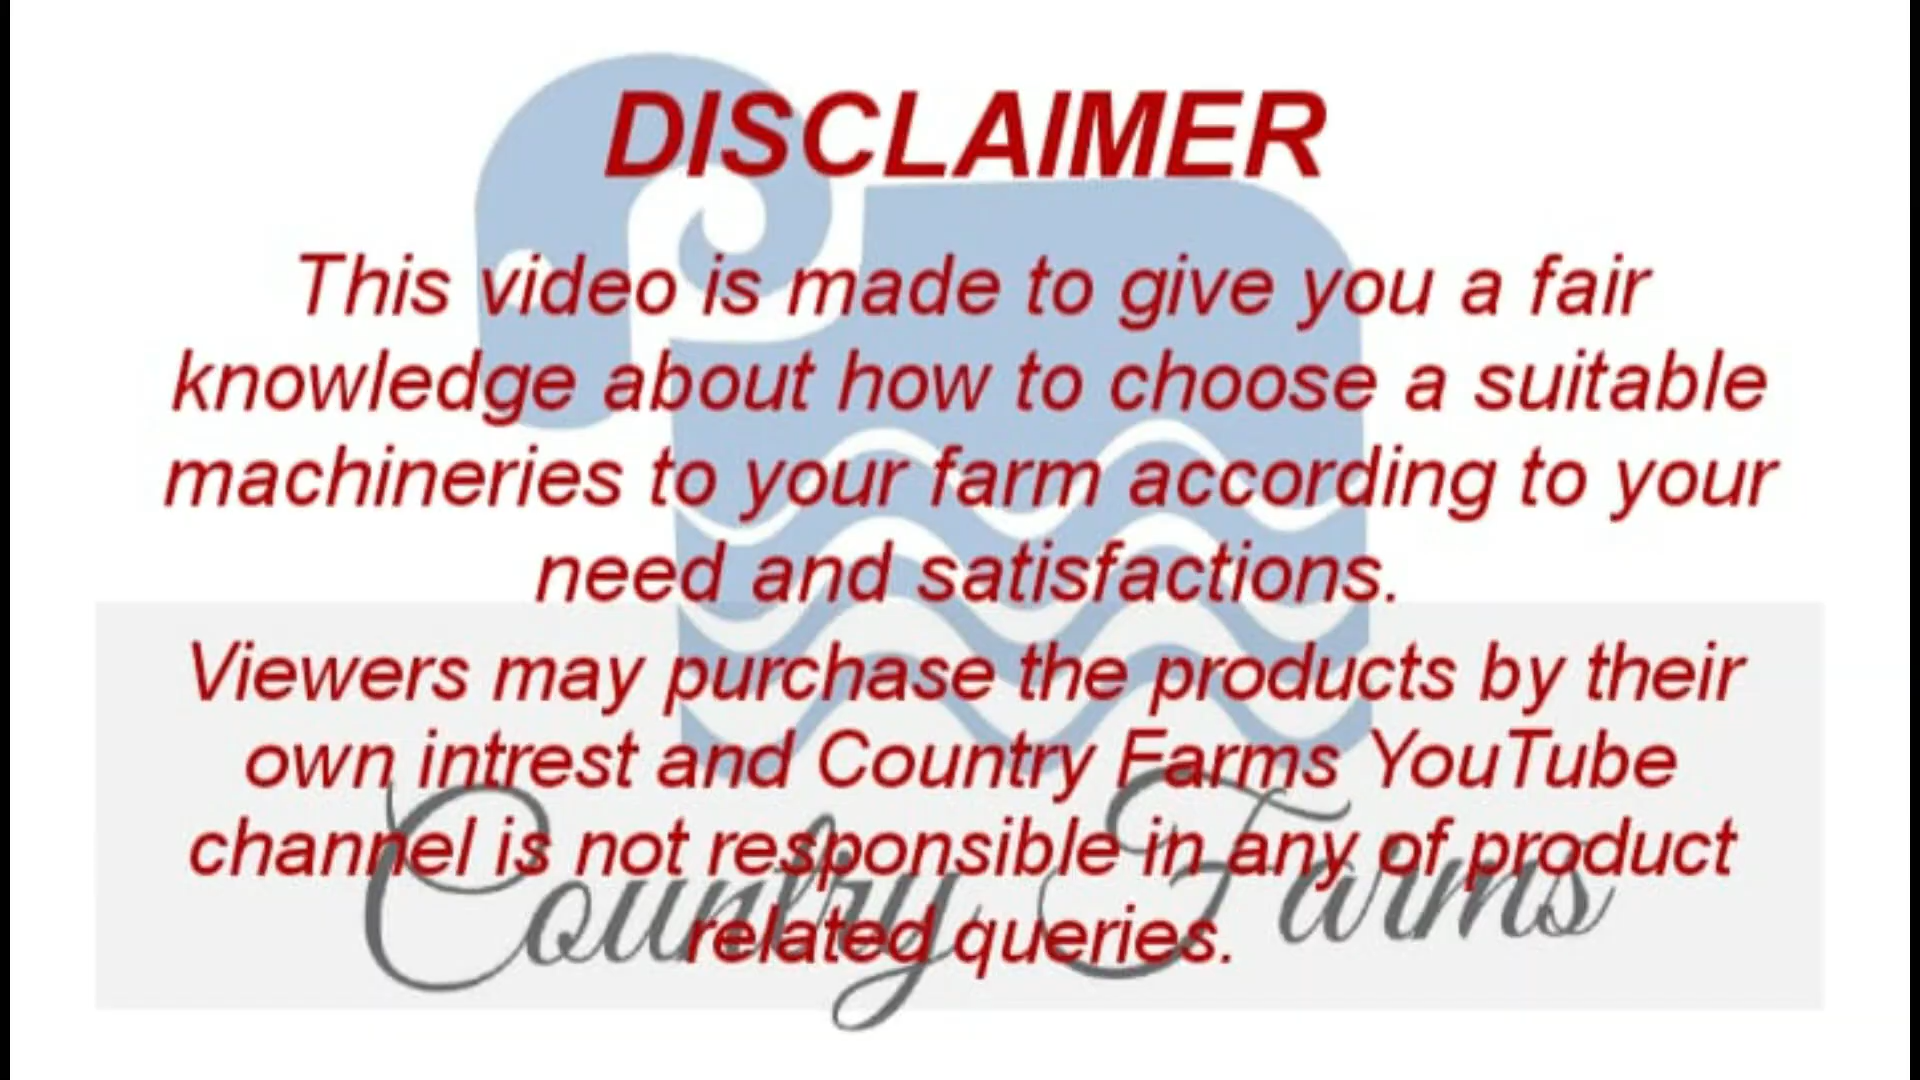 DISCLAIMER
This video is made to give you a fair
knowledge about how to choose a suitable
machineries to your farm according to your
need and satisfactions.
Viewers may purchase the products by their
own intrest and Country Farms YouTube
channel is not responsible in any of product
related queries.
Country Farms